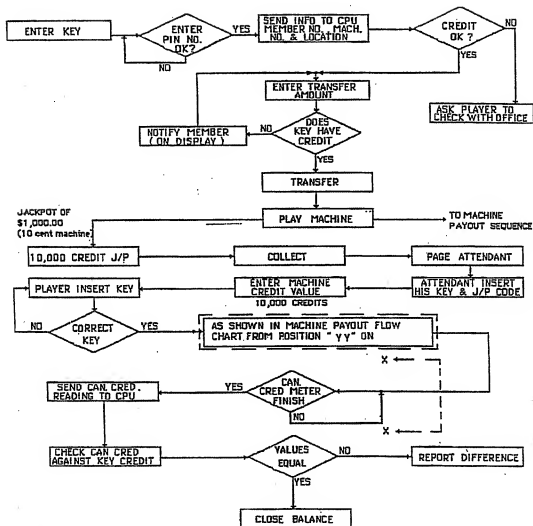 ENTER KEY
ENTER
PIN NO.
OK?
YES
NO
SEND INFO TO CPU
MEMBER NO., MACH.
NO. & LOCATION
CREDIT
OK?
NO
YES
ASK PLAYER TO
CHECK WITH OFFICE
ENTER TRANSFER
AMOUNT
NOTIFY MEMBER
(ON DISPLAY)
NO
DOES
KEY HAVE
CREDIT
YES
TRANSFER
JACKPOT OF
$1,000.00
(10 cent machine)
PLAY MACHINE
TO MACHINE
PAYOUT SEQUENCE
10,000 CREDIT J/P
COLLECT
PAGE ATTENDANT
PLAYER INSERT KEY
ENTER MACHINE
CREDIT VALUE
10,000 CREDITS
ATTENDANT INSERT
HIS KEY & J/P CODE
NO
CORRECT
KEY
YES
AS SHOWN IN MACHINE PAYOUT FLOW
CHART FROM POSITION "YY" ON
X
SEND CAN. CRED.
READING TO CPU
YES
CAN.
CRED METER
FINISH
NO
X
CHECK CAN CRED
AGAINST KEY CREDIT
VALUES
EQUAL
NO
REPORT DIFFERENCE
YES
CLOSE BALANCE